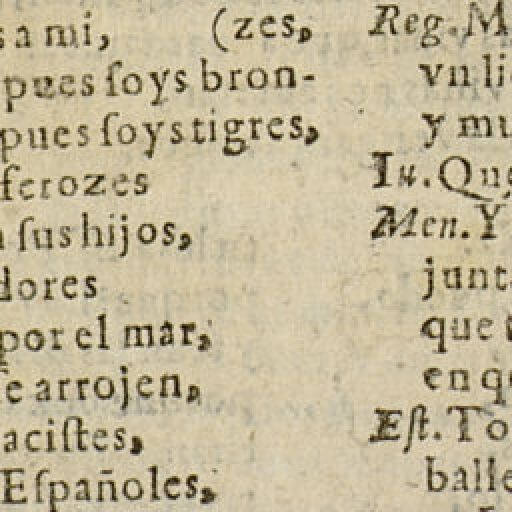 s a mi, (zes,
pues ſoys bron-
pues ſoys tigres,
ferozes
ſus hijos,
dores
por el mar,
ſe arrojen,
aciſtes,
Eſpañoles,
Reg. M
vn li
y mu
Iu. Que
Men. Y
junt
que
en q
Eſt. To
balle